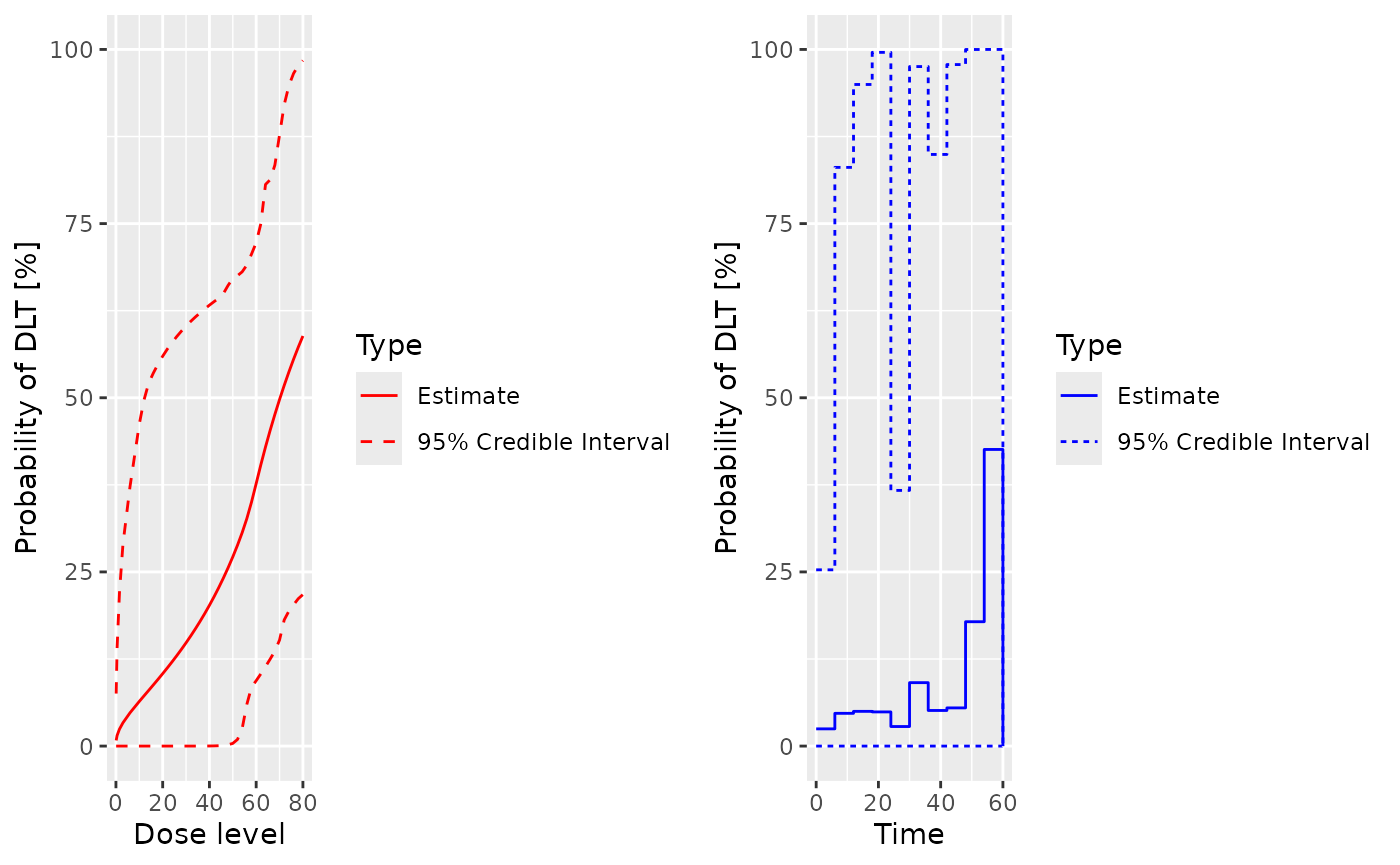 Probability of DLT [%]
100
75
50
25
0
0 20 40 60 80
Dose level
Type
Estimate
95% Credible Interval
Probability of DLT [%]
100
75
50
25
0
0 20 40 60
Time
Type
Estimate
95% Credible Interval